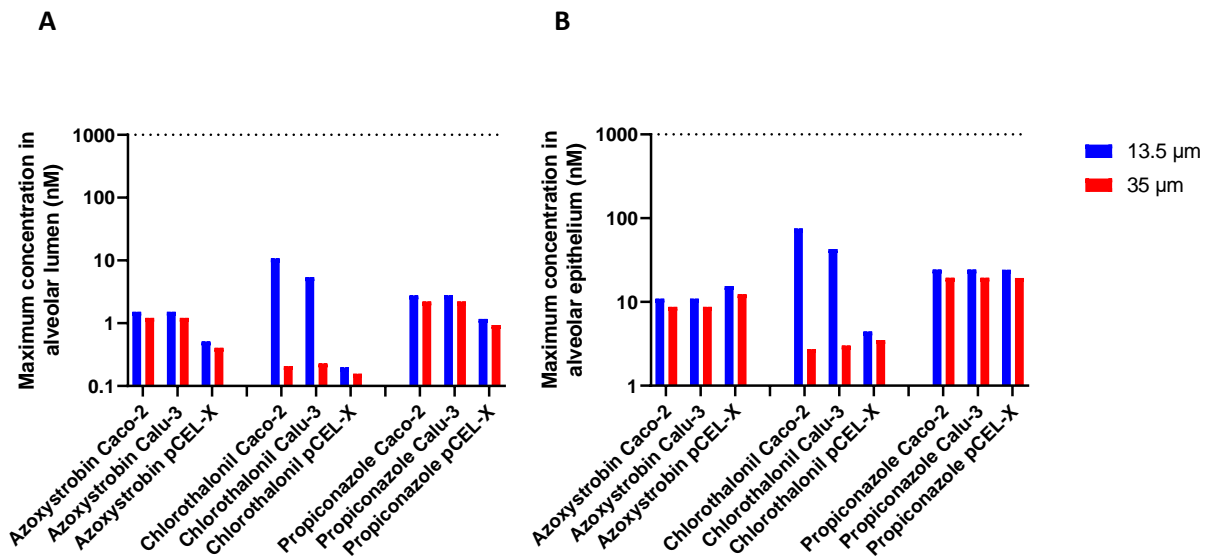 A
Maximum concentration in
alveolar lumen (nM)
1000
100
10
1
0.1
Azoxystrobin Caco-2
Azoxystrobin Calu-3
Azoxystrobin pCEL-X
Chlorothalonil Caco-2
Chlorothalonil Calu-3
Chlorothalonil pCEL-X
Propiconazole Caco-2
Propiconazole Calu-3
Propiconazole pCEL-X
B
Maximum concentration in
alveolar epithelium (nM)
1000
100
10
1
Azoxystrobin Caco-2
Azoxystrobin Calu-3
Azoxystrobin pCEL-X
Chlorothalonil Caco-2
Chlorothalonil Calu-3
Chlorothalonil pCEL-X
Propiconazole Caco-2
Propiconazole Calu-3
Propiconazole pCEL-X
13.5 µm
35 µm